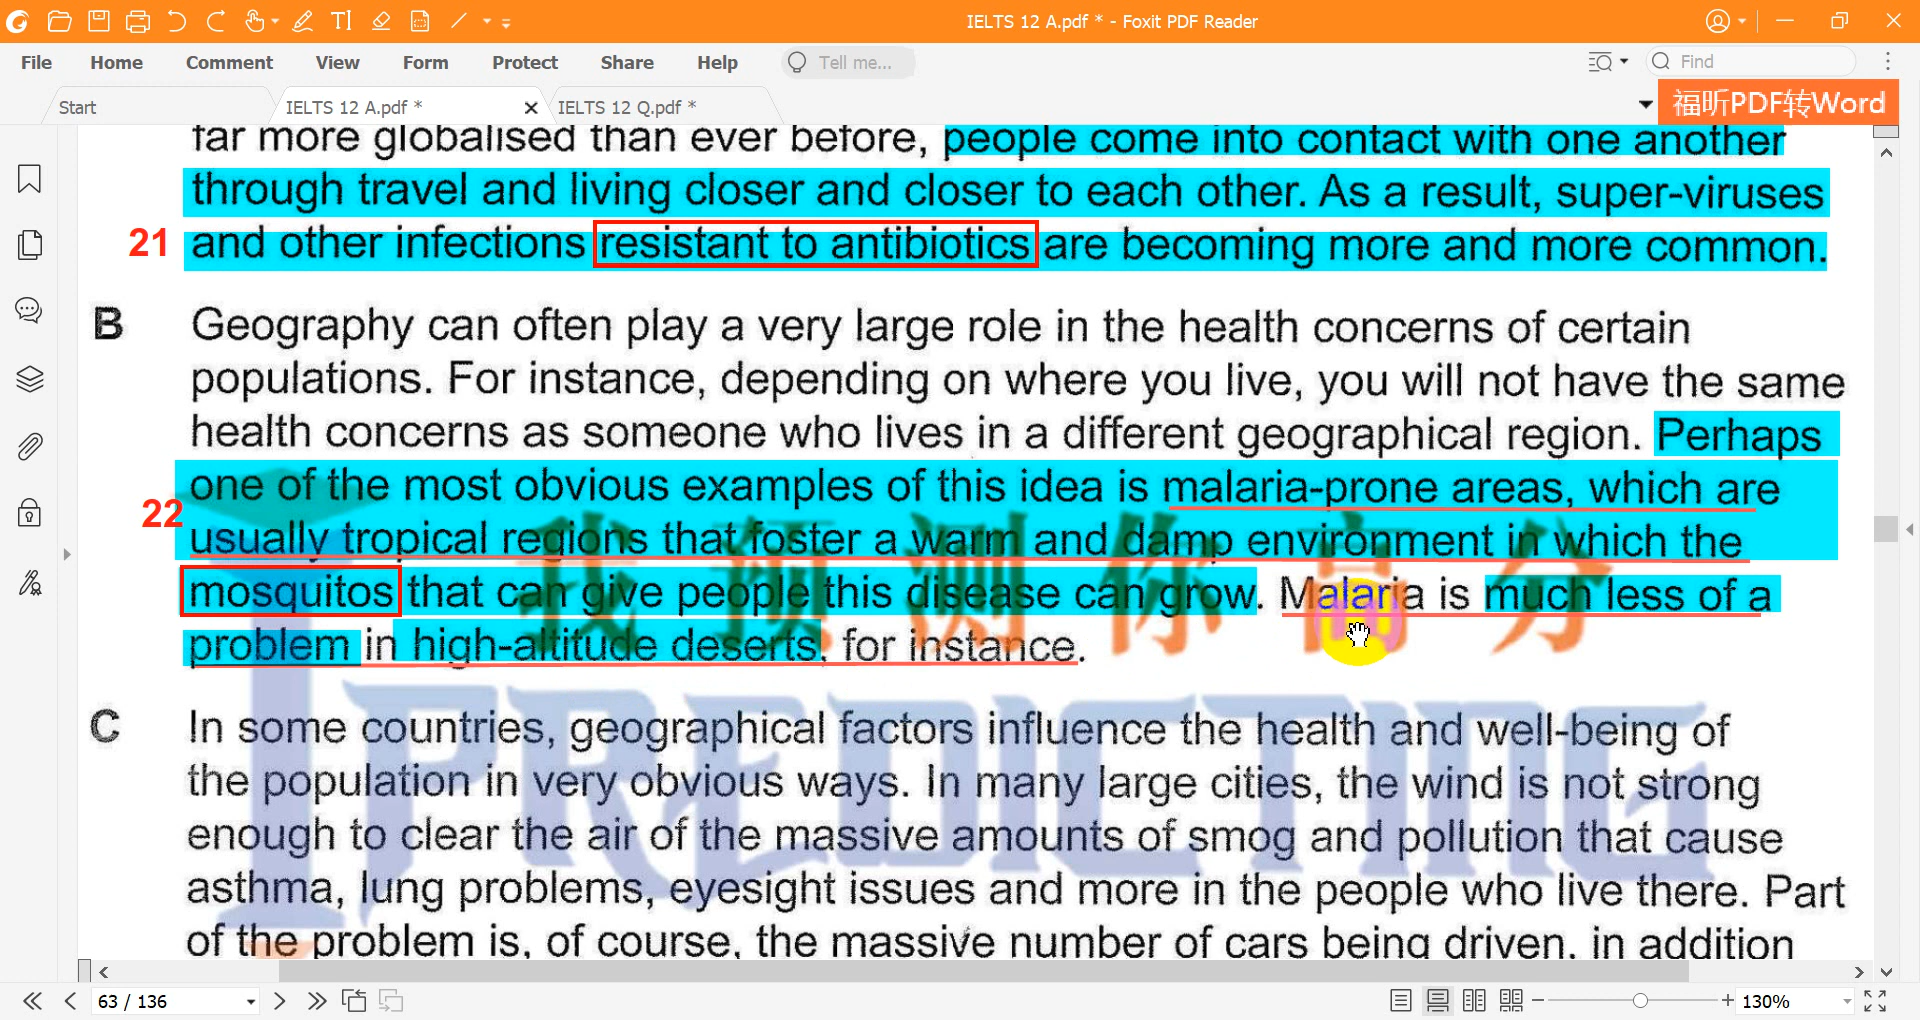 IELTS 12 A.pdf * - Foxit PDF Reader
File Home Comment View Form Protect Share Help Tell me... Find
Start IELTS 12 A.pdf * IELTS 12 Q.pdf * 福昕PDF转Word
far more globalised than ever before, people come into contact with one another
through travel and living closer and closer to each other. As a result, super-viruses
21 and other infections resistant to antibiotics are becoming more and more common.
B Geography can often play a very large role in the health concerns of certain
populations. For instance, depending on where you live, you will not have the same
health concerns as someone who lives in a different geographical region. Perhaps
one of the most obvious examples of this idea is malaria-prone areas, which are
22
usually tropical regions that foster a warm and damp environment in which the
mosquitos that can give people this disease can grow. Malaria is much less of a
problem in high-altitude deserts, for instance.
我预测你高分
C In some countries, geographical factors influence the health and well-being of
the population in very obvious ways. In many large cities, the wind is not strong
enough to clear the air of the massive amounts of smog and pollution that cause
asthma, lung problems, eyesight issues and more in the people who live there. Part
of the problem is, of course, the massive number of cars being driven, in addition
IPREDICTING
63 / 136 130%